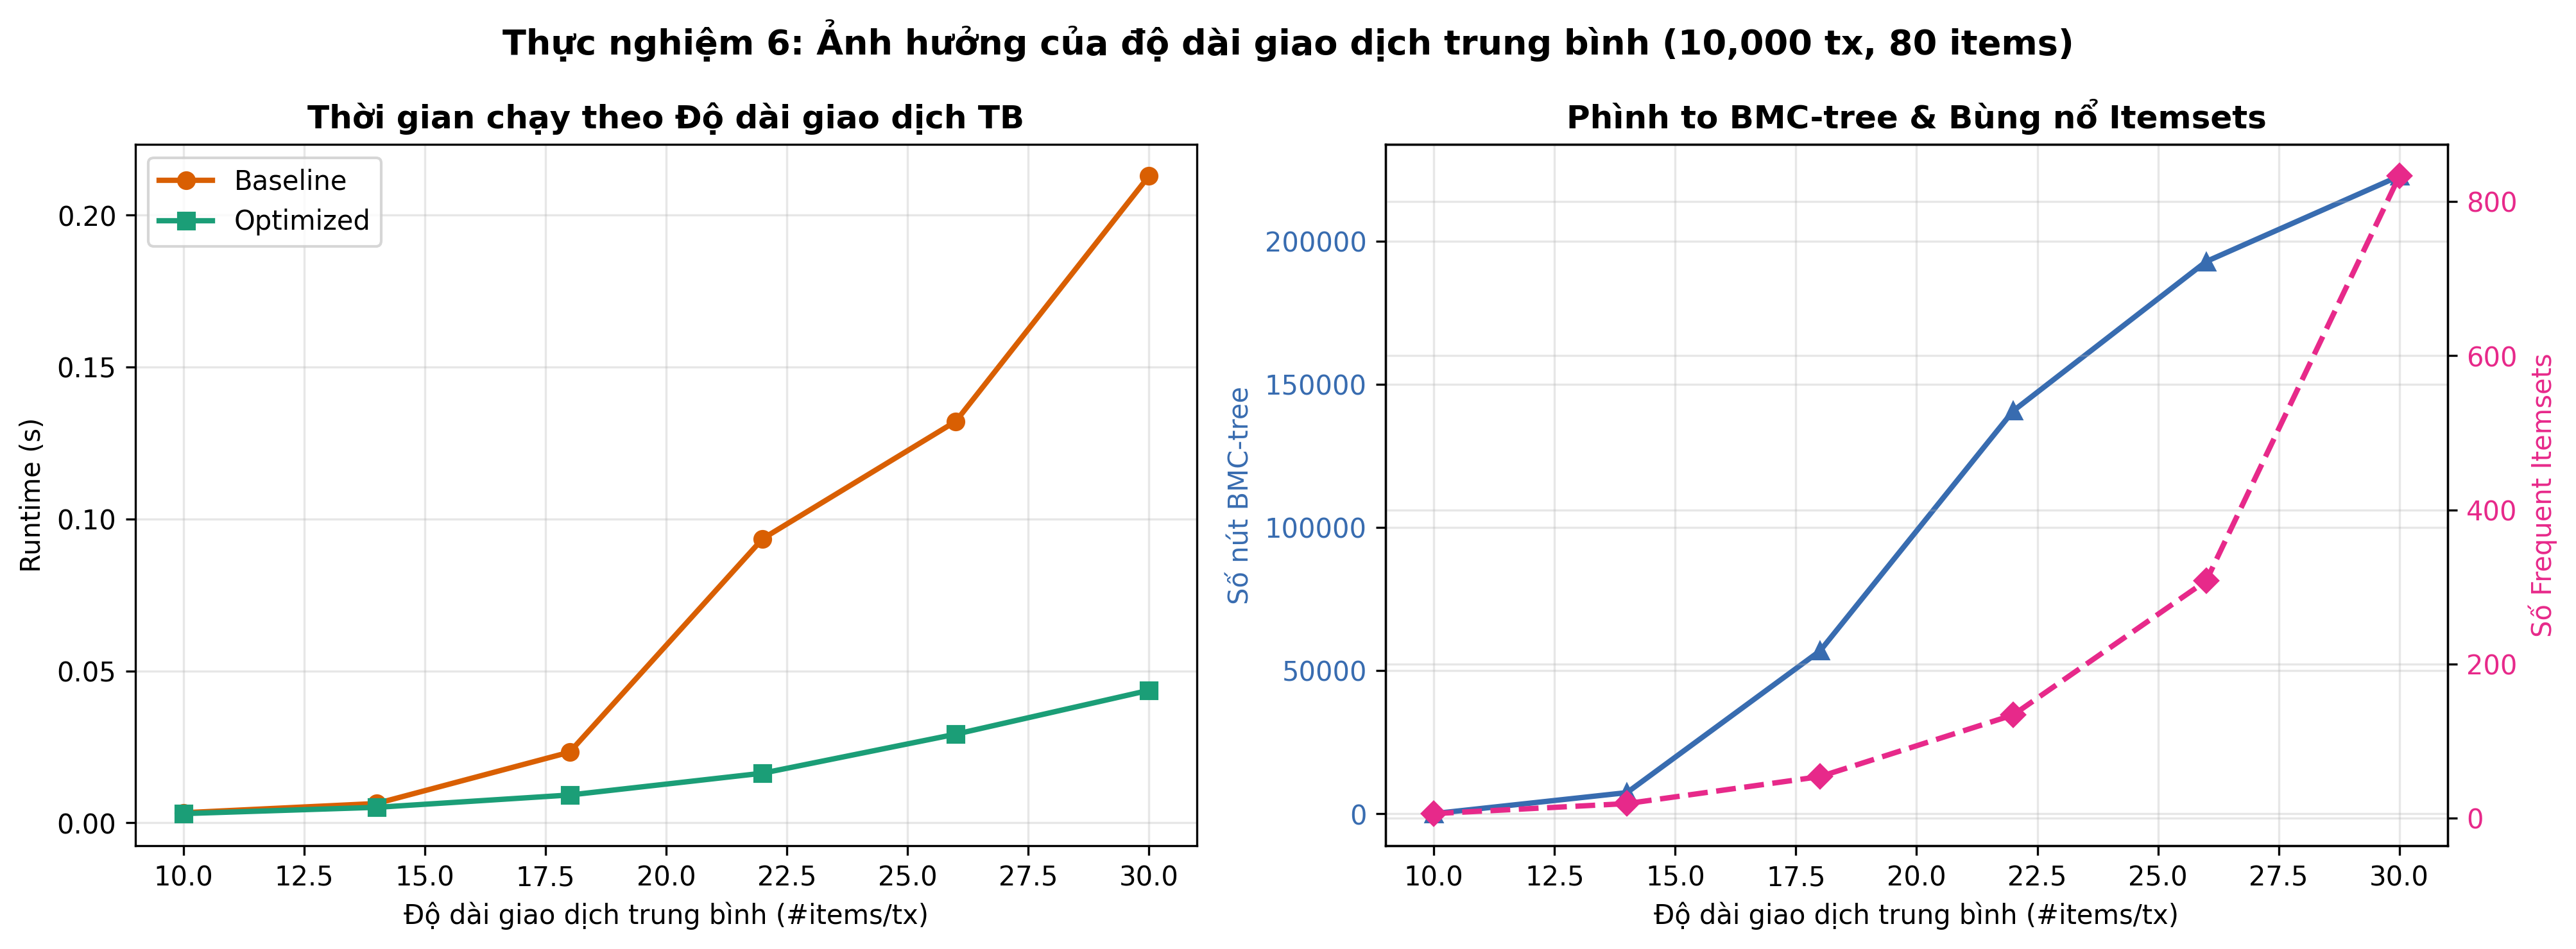 Thực nghiệm 6: Ảnh hưởng của độ dài giao dịch trung bình (10,000 tx, 80 items)
Thời gian chạy theo Độ dài giao dịch TB
Baseline
Optimized
Runtime (s)
0.20
0.15
0.10
0.05
0.00
10.0 12.5 15.0 17.5 20.0 22.5 25.0 27.5 30.0
Độ dài giao dịch trung bình (#items/tx)
Phình to BMC-tree & Bùng nổ Itemsets
Số nút BMC-tree
200000
150000
100000
50000
0
800
600
400
200
0
Số Frequent Itemsets
10.0 12.5 15.0 17.5 20.0 22.5 25.0 27.5 30.0
Độ dài giao dịch trung bình (#items/tx)